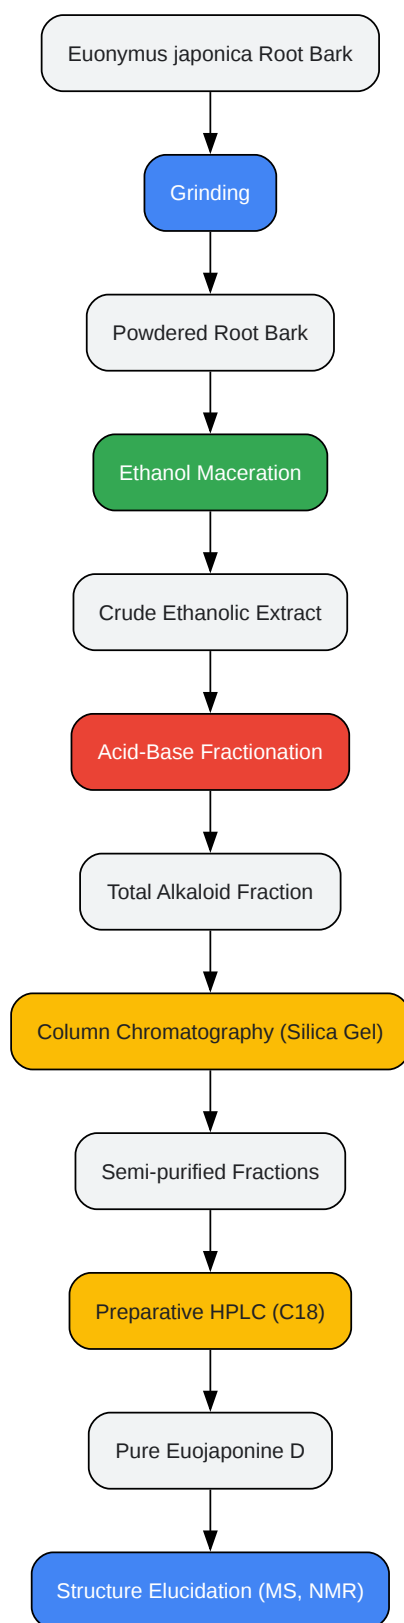 Euonymus japonica Root Bark
Grinding
Powdered Root Bark
Ethanol Maceration
Crude Ethanolic Extract
Acid-Base Fractionation
Total Alkaloid Fraction
Column Chromatography (Silica Gel)
Semi-purified Fractions
Preparative HPLC (C18)
Pure Euojaponine D
Structure Elucidation (MS, NMR)